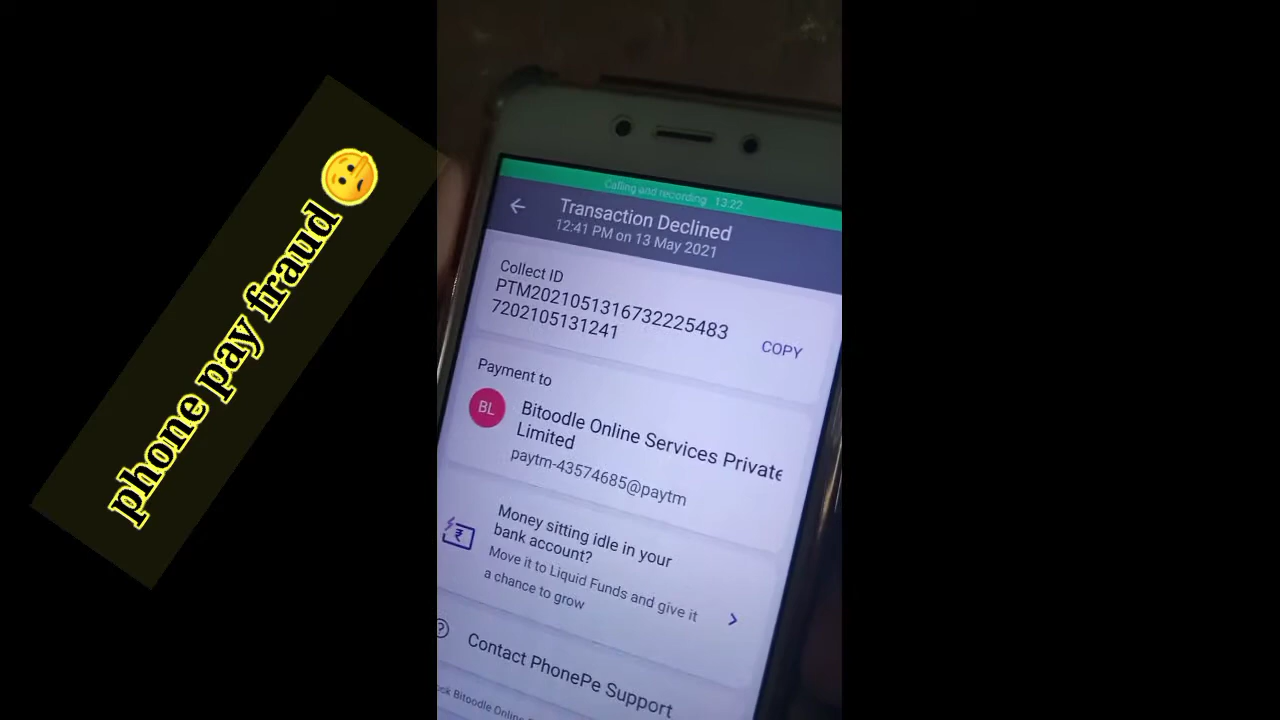 phone pay fraud
Calling and recording 13:22
Transaction Declined
12:41 PM on 13 May 2021
Collect ID
PTM2021051316732225483
7202105131241
COPY
Payment to
BL
Bitoodle Online Services Private
Limited
paytm-43574685@paytm
Money sitting idle in your
bank account?
Move it to Liquid Funds and give it
a chance to grow
Contact PhonePe Support
Bitoodle Online